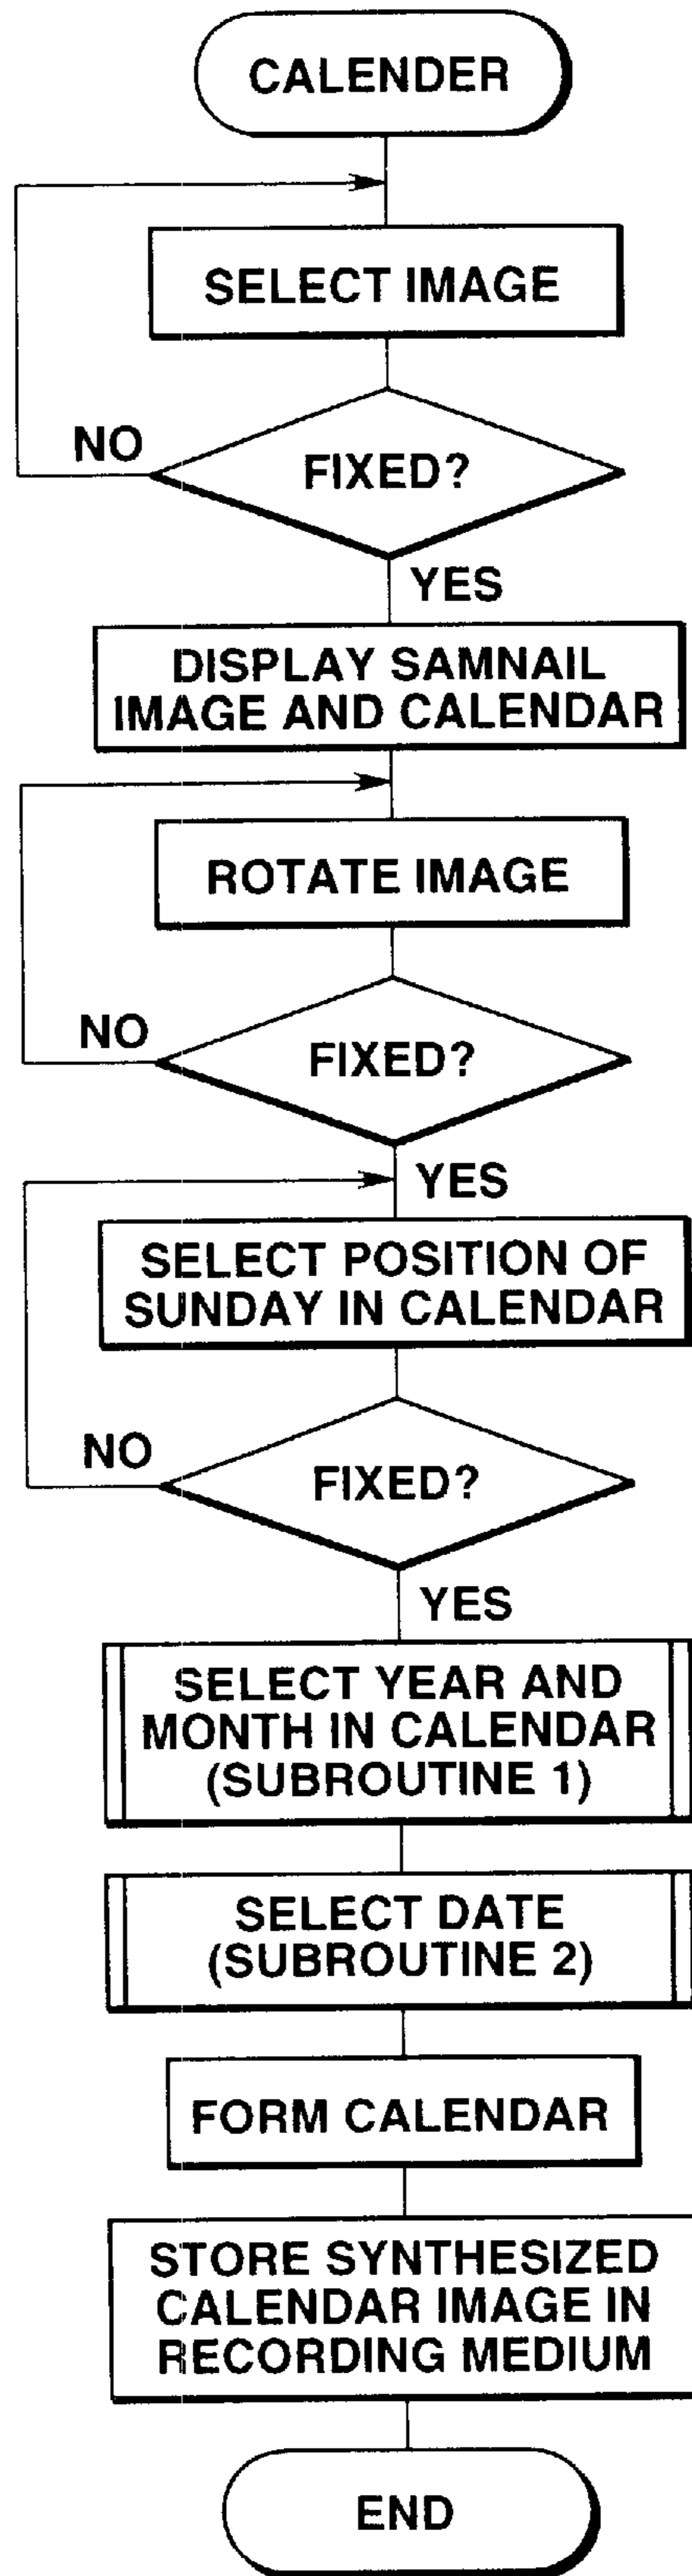 CALENDER
SELECT IMAGE
NO
FIXED?
YES
DISPLAY SAMNAIL
IMAGE AND CALENDAR
ROTATE IMAGE
NO
FIXED?
YES
SELECT POSITION OF
SUNDAY IN CALENDAR
NO
FIXED?
YES
SELECT YEAR AND
MONTH IN CALENDAR
(SUBROUTINE 1)
SELECT DATE
(SUBROUTINE 2)
FORM CALENDAR
STORE SYNTHESIZED
CALENDAR IMAGE IN
RECORDING MEDIUM
END